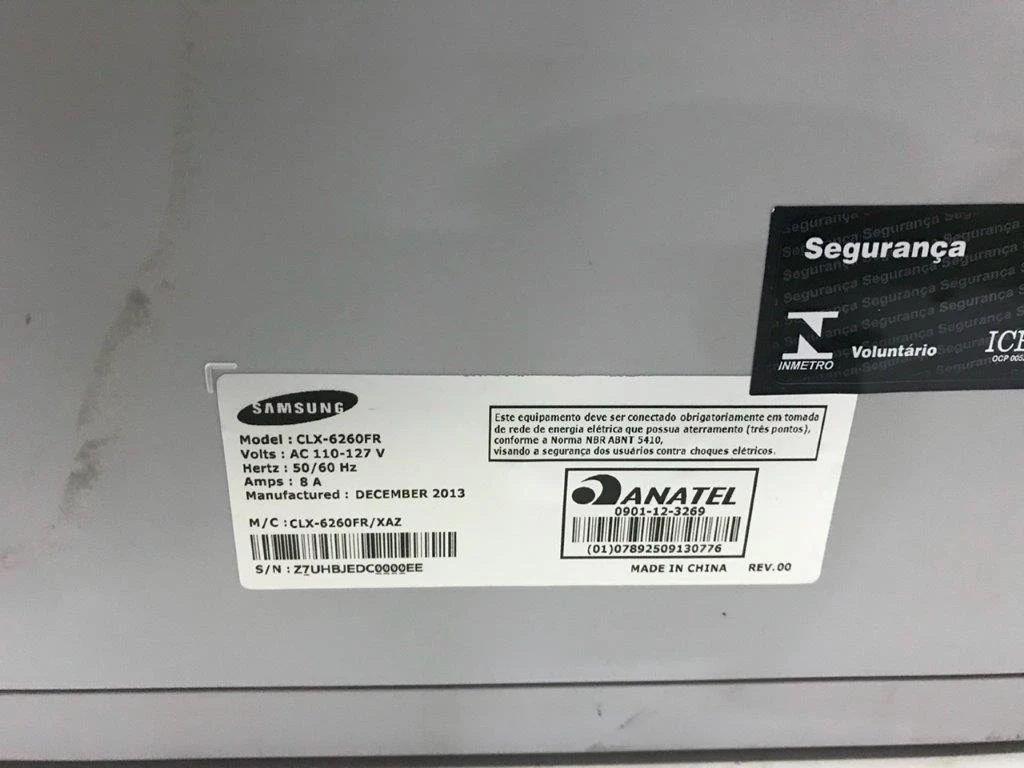 Segurança
INMETRO
Voluntário
SAMSUNG
Model : CLX-6260FR
Volts : AC 110-127 V
Hertz : 50/60 Hz
Amps : 8 A
Manufactured : DECEMBER 2013
M/C : CLX-6260FR/XAZ
S/N : Z7UHBJEDC0000EE
Este equipamento deve ser conectado obrigatoriamente em tomada
de rede de energia elétrica que possua aterramento (três pontos),
conforme a Norma NBR ABNT 5410,
visando a segurança dos usuários contra choques elétricos.
ANATEL
0901-12-3269
(01)07892509130776
MADE IN CHINA REV.00